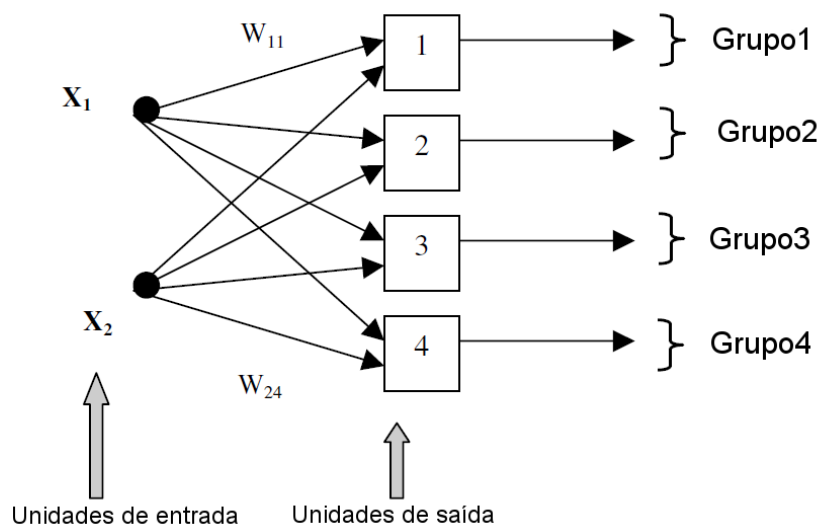 W₁₁
1
Grupo1
X₁
2
Grupo2
3
Grupo3
X₂
4
Grupo4
W₂₄
Unidades de entrada
Unidades de saída